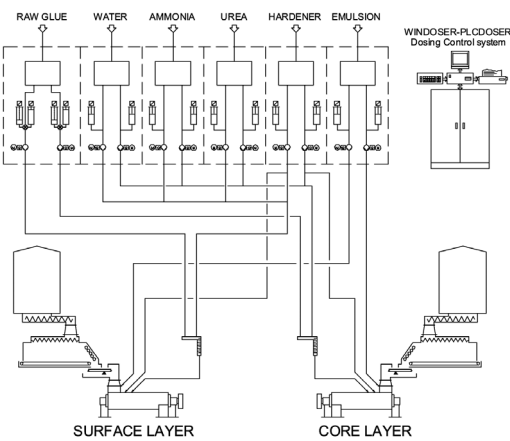 RAW GLUE
WATER
AMMONIA
UREA
HARDENER
EMULSION
WINDOSER-PLCDOSER
Dosing Control system
SURFACE LAYER
CORE LAYER